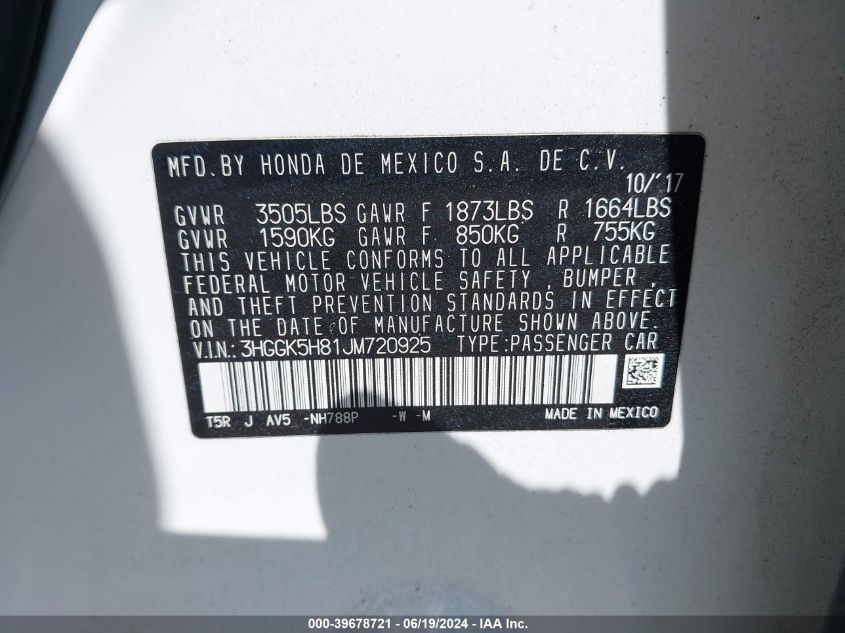 MFD. BY HONDA DE MEXICO S.A. DE C.V.
10/'17
GVWR 3505LBS GAWR F 1873LBS R 1664LBS
GVWR 1590KG GAWR F 850KG R 755KG
THIS VEHICLE CONFORMS TO ALL APPLICABLE
FEDERAL MOTOR VEHICLE SAFETY , BUMPER ,
AND THEFT PREVENTION STANDARDS IN EFFECT
ON THE DATE OF MANUFACTURE SHOWN ABOVE.
V.I.N.: 3HGGK5H81JM720925 TYPE:PASSENGER CAR
T5R J AV5 -NH788P -W -M MADE IN MEXICO
000-39678721 - 06/19/2024 - IAAI.com